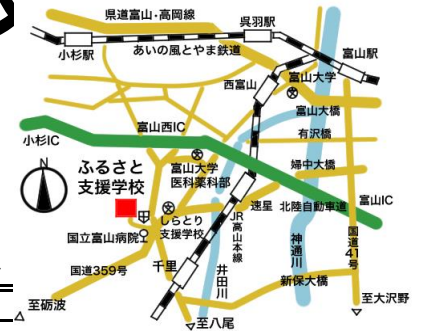 県道富山・高岡線
呉羽駅
あいの風とやま鉄道
小杉駅
富山駅
西富山
富山大学
富山大橋
富山西IC
小杉IC
有沢橋
N
ふるさと
支援学校
富山大学
医科薬科部
婦中大橋
速星
北陸自動車道
富山IC
しらとり
支援学校
国立富山病院
JR高山本線
神通川
国道41号
国道359号
千里
井田川
新保大橋
至砺波
至八尾
至大沢野